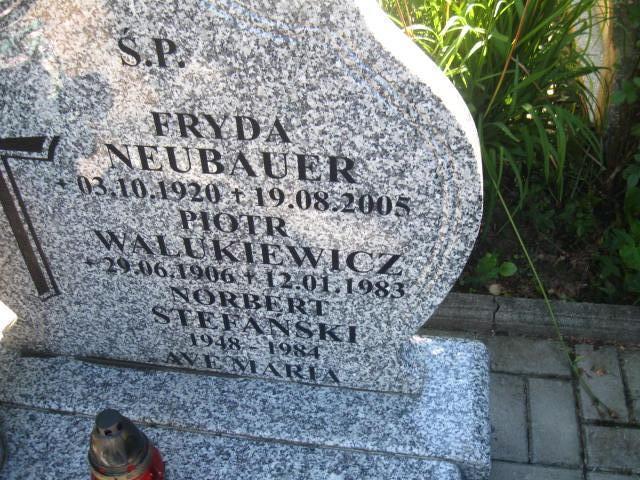 Ś.P.
FRYDA
NEUBAUER
+ 03.10.1920 + 19.08.2005
PIOTR
WALUKIEWICZ
+ 29.06.1906 + 12.01.1983
NORBERT
STEFAŃSKI
1948 - 1984
AVE MARIA